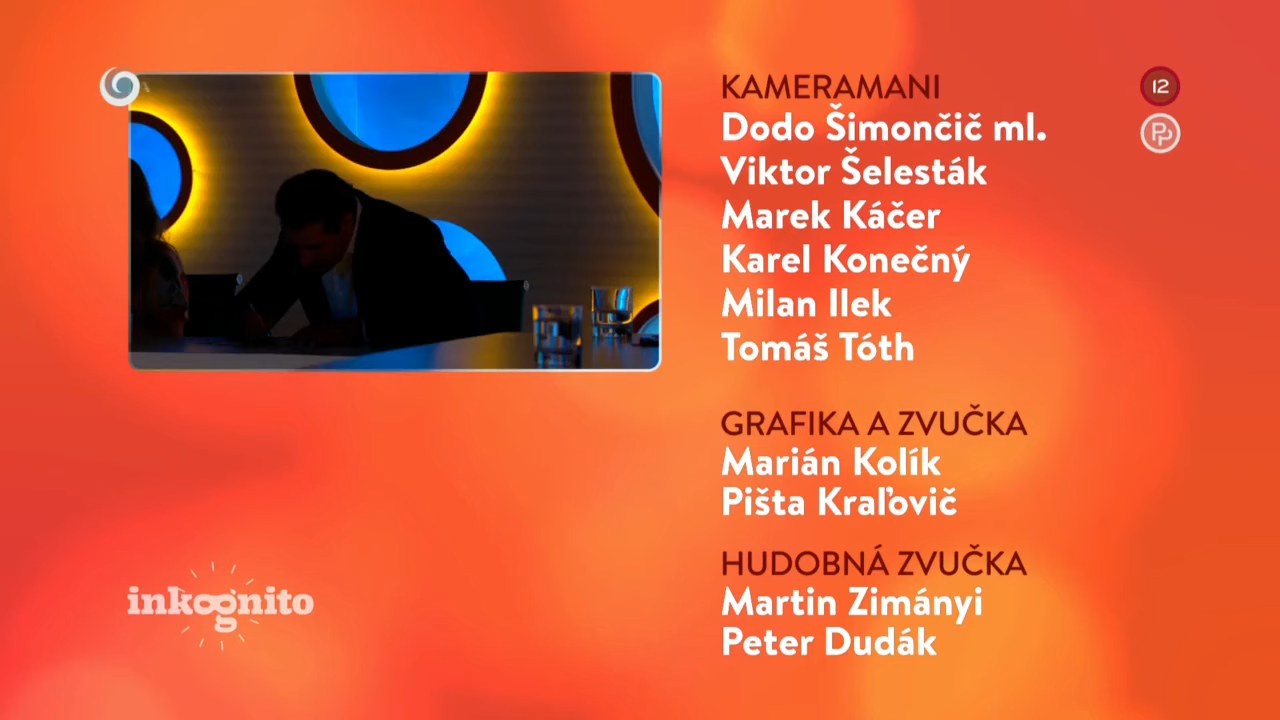 KAMERAMANI
Dodo Šimončič ml.
Viktor Šelesták
Marek Káčer
Karel Konečný
Milan Ilek
Tomáš Tóth
GRAFIKA A ZVUČKA
Marián Kolík
Pišta Kraľovič
HUDOBNÁ ZVUČKA
Martin Zimányi
Peter Dudák
12
PP
inkognito